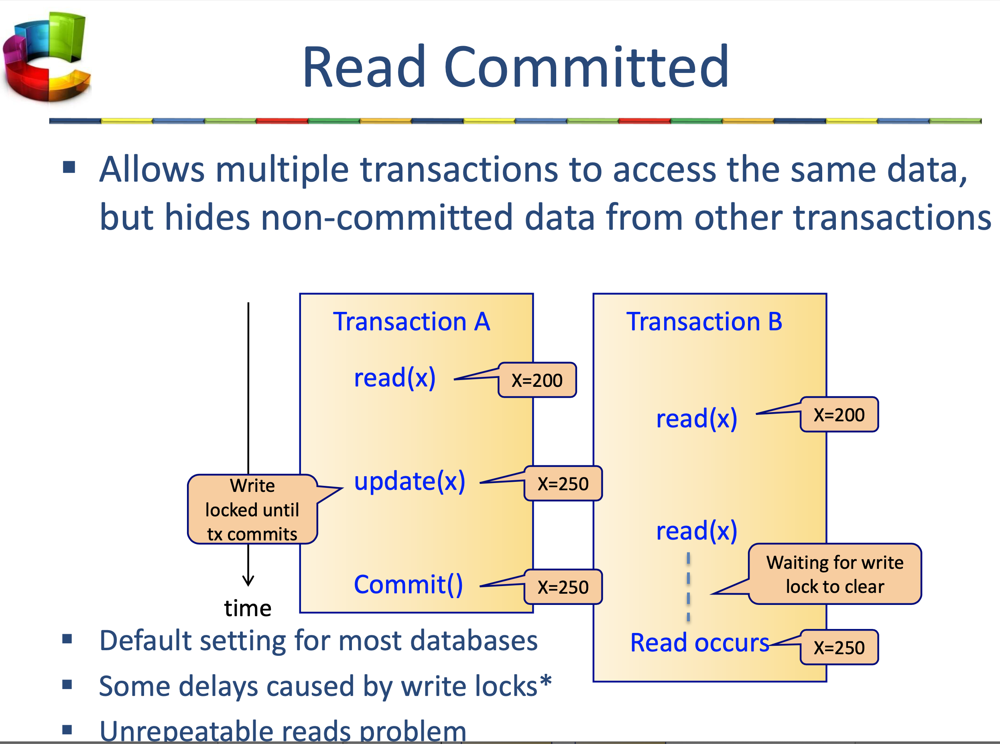 Read Committed
Allows multiple transactions to access the same data,
but hides non-committed data from other transactions
Transaction A
Transaction B
read(x)
X=200
read(x)
X=200
Write
locked until
tx commits
update(x)
X=250
read(x)
Waiting for write
lock to clear
Commit()
X=250
time
Read occurs
X=250
Default setting for most databases
Some delays caused by write locks*
Unrepeatable reads problem